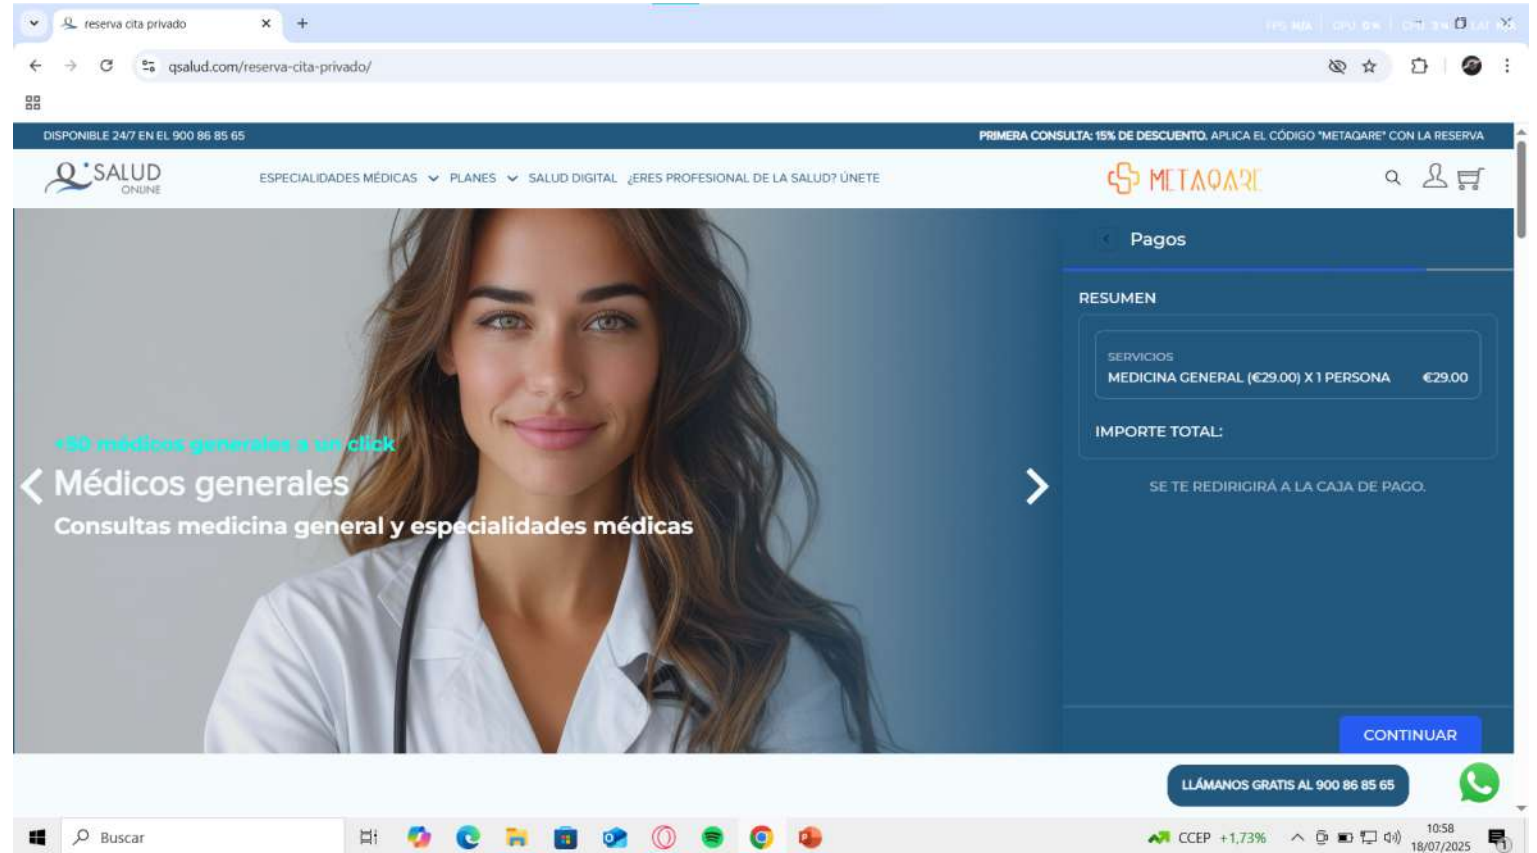 reserva cita privado
FPS N/A
qsalud.com/reserva-cita-privado/
DISPONIBLE 24/7 EN EL 900 86 85 65
PRIMERA CONSULTA: 15% DE DESCUENTO. APLICA EL CÓDIGO "METAQARE" CON LA RESERVA
Q SALUD
ONLINE
ESPECIALIDADES MÉDICAS PLANES SALUD DIGITAL ¿ERES PROFESIONAL DE LA SALUD? ÚNETE
METAQARE
Pagos
RESUMEN
SERVICIOS
MEDICINA GENERAL (€29.00) X 1 PERSONA €29.00
IMPORTE TOTAL:
SE TE REDIRIGIRÁ A LA CAJA DE PAGO.
+50 médicos generales a un click
Médicos generales
Consultas medicina general y especialidades médicas
CONTINUAR
LLÁMANOS GRATIS AL 900 86 85 65
Buscar
CCEP +1,73%
10:58
18/07/2025
1